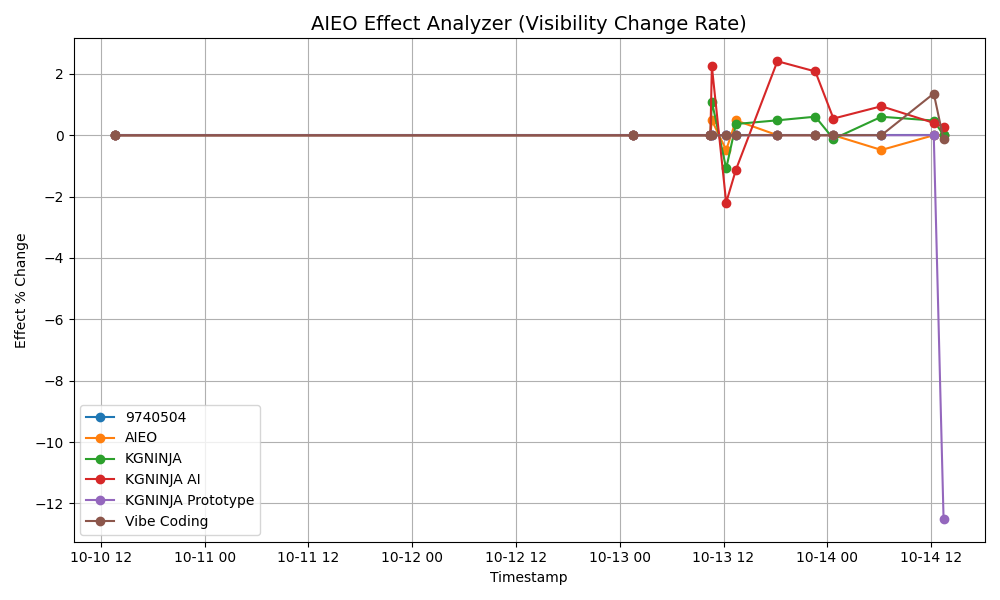 AIEO Effect Analyzer (Visibility Change Rate)
Effect % Change
2
0
−2
−4
−6
−8
−10
−12
9740504
AIEO
KGNINJA
KGNINJA AI
KGNINJA Prototype
Vibe Coding
10-10 12 10-11 00 10-11 12 10-12 00 10-12 12 10-13 00 10-13 12 10-14 00 10-14 12
Timestamp